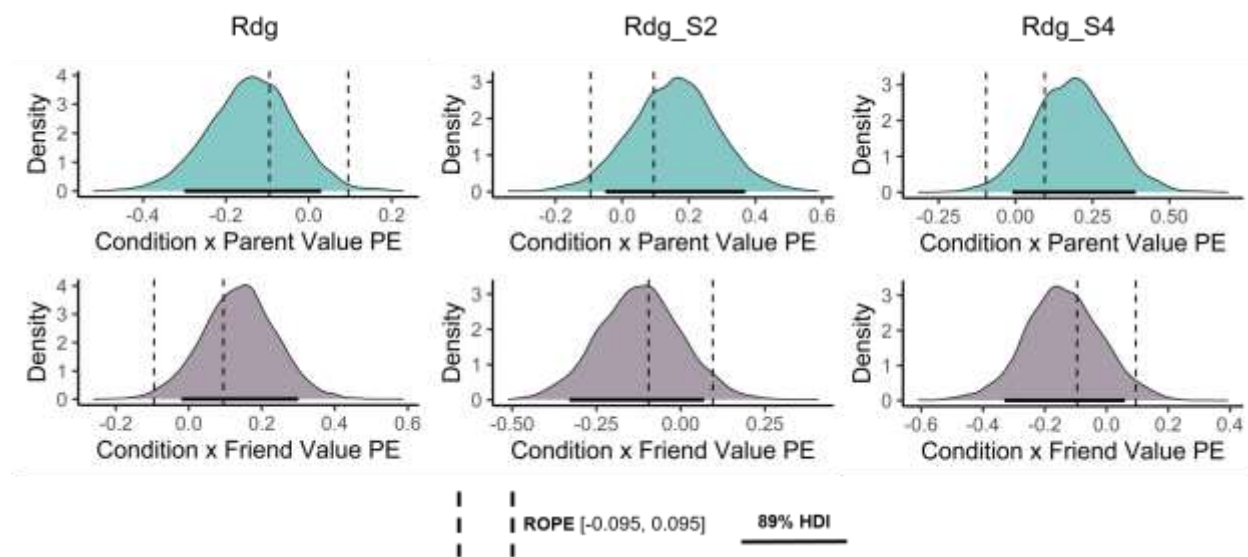 Rdg Rdg_S2 Rdg_S4
Density Density Density
4 3 3
3 2 2
2 1 1
1 0 0
0
-0.4 -0.2 0.0 0.2 -0.2 0.0 0.2 0.4 0.6 -0.25 0.00 0.25 0.50
Condition x Parent Value PE Condition x Parent Value PE Condition x Parent Value PE
Density Density Density
4 3 3
3 2 2
2 1 1
1 0 0
0
-0.2 0.0 0.2 0.4 0.6 -0.50 -0.25 0.00 0.25 -0.6 -0.4 -0.2 0.0 0.2 0.4
Condition x Friend Value PE Condition x Friend Value PE Condition x Friend Value PE
ROPE [-0.095, 0.095] 89% HDI